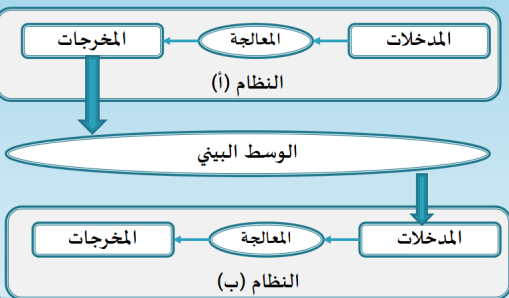 المدخلات المعالجة المخرجات
النظام (أ)
الوسط البيني
المدخلات المعالجة المخرجات
النظام (ب)